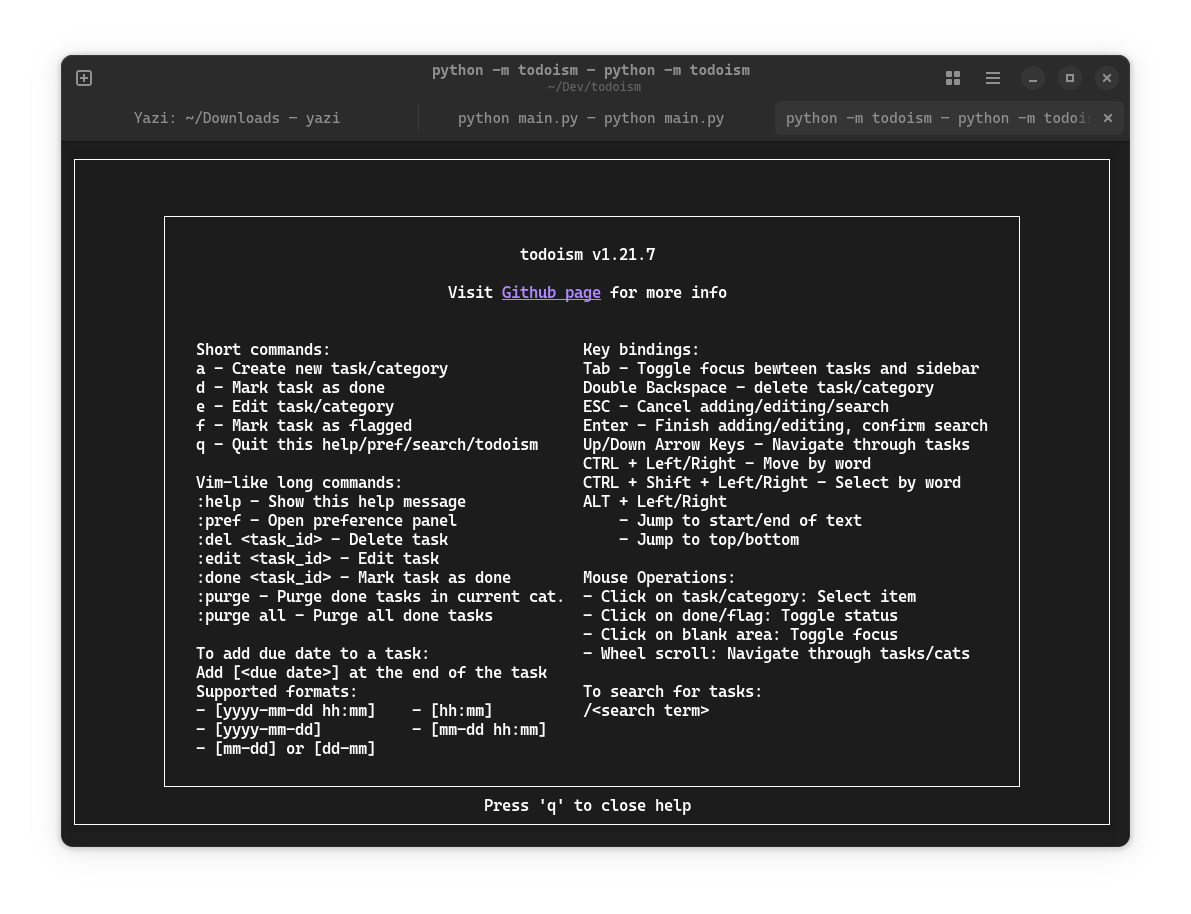 python -m todoism — python -m todoism
~/Dev/todoism
Yazi: ~/Downloads — yazi
python main.py — python main.py
python -m todoism — python -m todois
todoism v1.21.7
Visit Github page for more info
Short commands:
a - Create new task/category
d - Mark task as done
e - Edit task/category
f - Mark task as flagged
q - Quit this help/pref/search/todoism
Vim-like long commands:
:help - Show this help message
:pref - Open preference panel
:del <task_id> - Delete task
:edit <task_id> - Edit task
:done <task_id> - Mark task as done
:purge - Purge done tasks in current cat.
:purge all - Purge all done tasks
To add due date to a task:
Add [<due date>] at the end of the task
Supported formats:
- [yyyy-mm-dd hh:mm]    - [hh:mm]
- [yyyy-mm-dd]          - [mm-dd hh:mm]
- [mm-dd] or [dd-mm]
Key bindings:
Tab - Toggle focus bewteen tasks and sidebar
Double Backspace - delete task/category
ESC - Cancel adding/editing/search
Enter - Finish adding/editing, confirm search
Up/Down Arrow Keys - Navigate through tasks
CTRL + Left/Right - Move by word
CTRL + Shift + Left/Right - Select by word
ALT + Left/Right
    - Jump to start/end of text
    - Jump to top/bottom
Mouse Operations:
- Click on task/category: Select item
- Click on done/flag: Toggle status
- Click on blank area: Toggle focus
- Wheel scroll: Navigate through tasks/cats
To search for tasks:
/<search term>
Press 'q' to close help